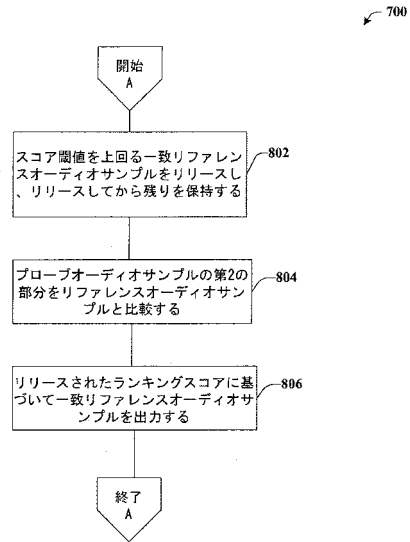 700
開始
A
スコア閾値を上回る一致リファレン
スオーディオサンプルをリリースし
、リリースしてから残りを保持する
802
プローブオーディオサンプルの第2の
部分をリファレンスオーディオサン
プルと比較する
804
リリースされたランキングスコアに基
づいて一致リファレンスオーディオサ
ンプルを出力する
806
終了
A